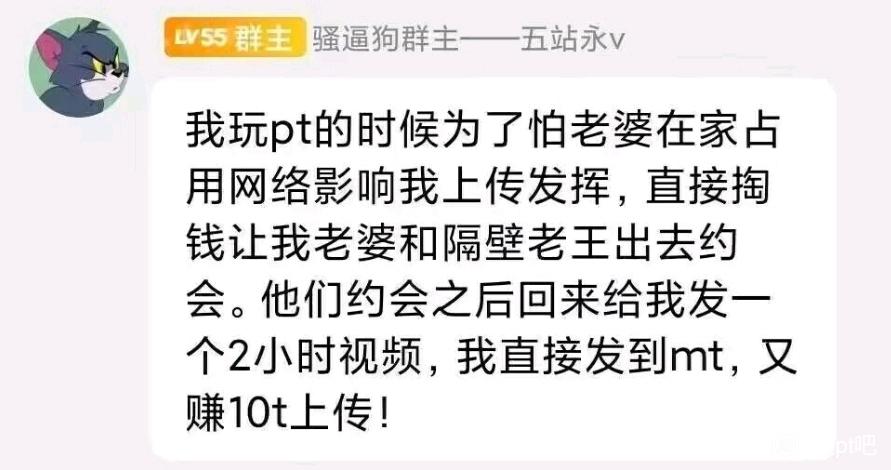 LV55 群主 骚逼狗群主——五站永v
我玩pt的时候为了怕老婆在家占
用网络影响我上传发挥，直接掏
钱让我老婆和隔壁老王出去约
会。他们约会之后回来给我发一
个2小时视频，我直接发到mt，又
赚10t上传！
pt吧